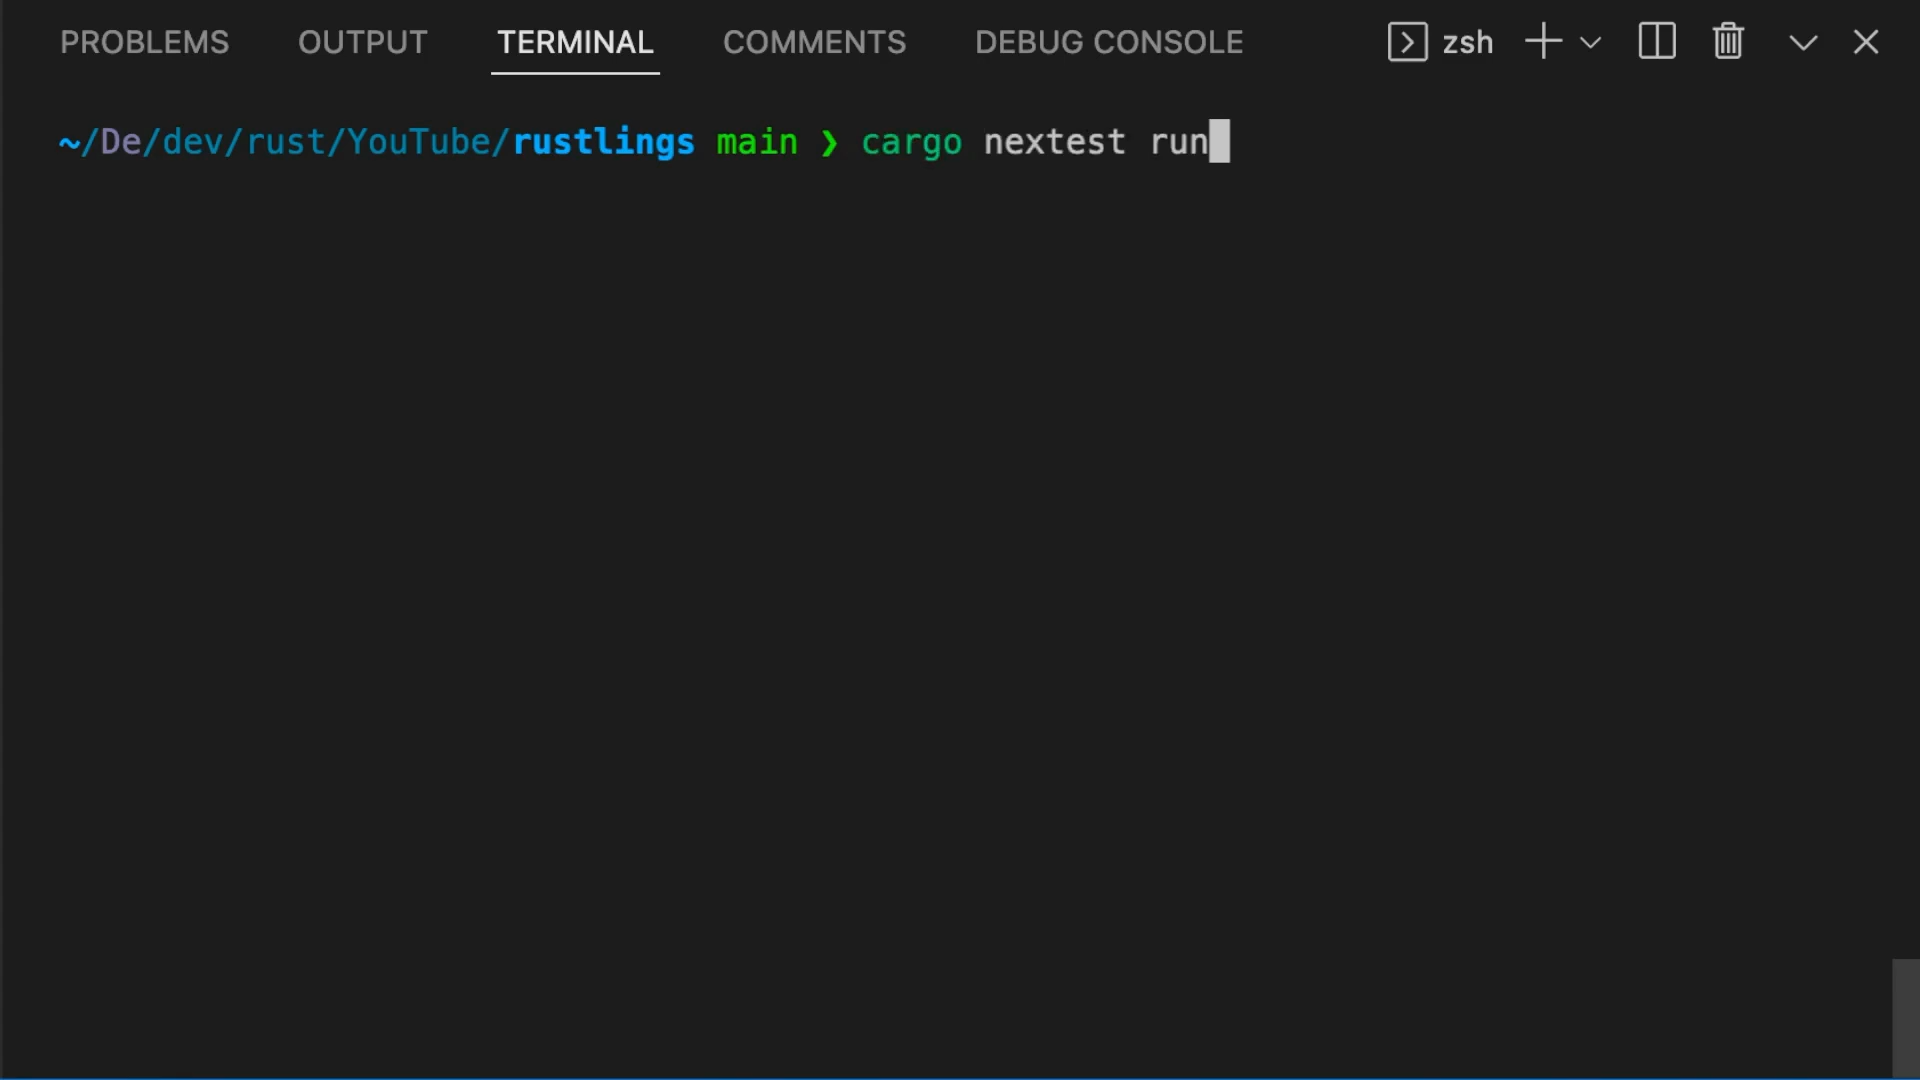 PROBLEMS OUTPUT TERMINAL COMMENTS DEBUG CONSOLE zsh
~/De/dev/rust/YouTube/rustlings main ❯ cargo nextest run